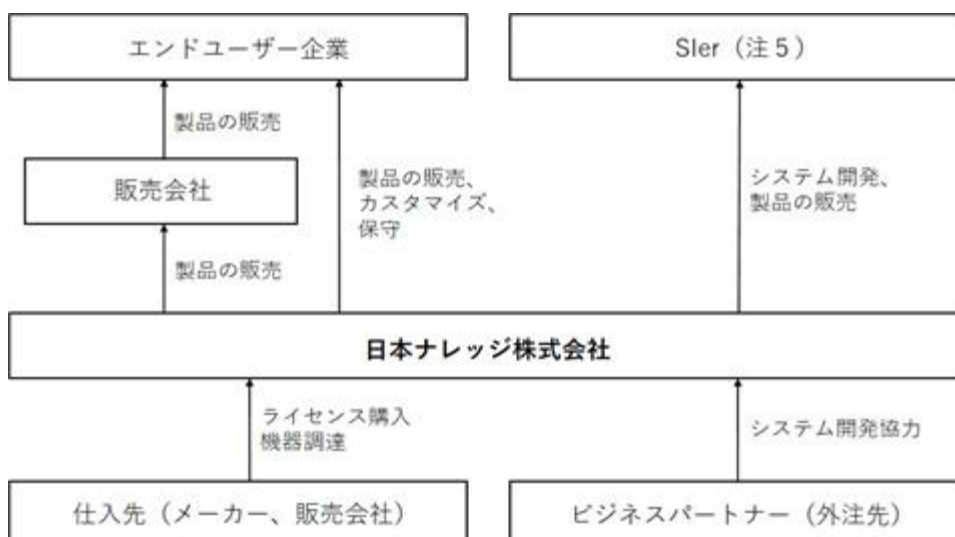 エンドユーザー企業
SIer（注５）
製品の販売
販売会社
製品の販売、
カスタマイズ、
保守
システム開発、
製品の販売
製品の販売
日本ナレッジ株式会社
ライセンス購入
機器調達
システム開発協力
仕入先（メーカー、販売会社）
ビジネスパートナー（外注先）